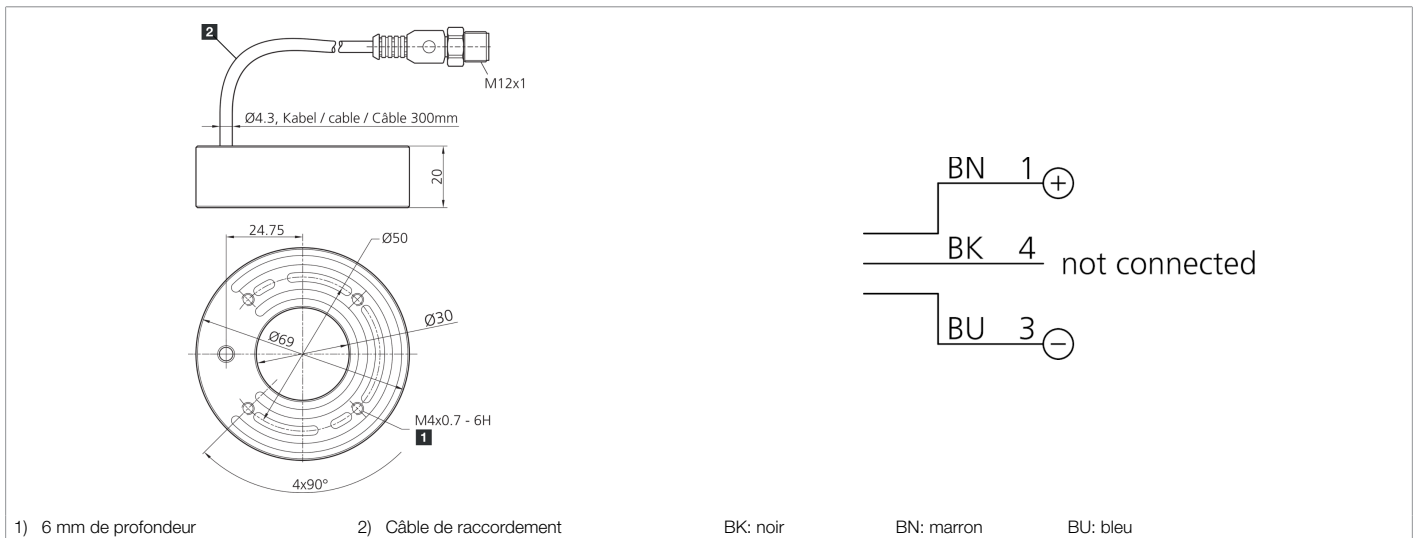 2
M12x1
Ø4.3, Kabel / cable / Câble 300mm
20
24.75
Ø50
Ø30
Ø69
M4x0.7 - 6H
1
4x90°
BN 1 +
BK 4 not connected
BU 3 −
1) 6 mm de profondeur 2) Câble de raccordement BK: noir BN: marron BU: bleu